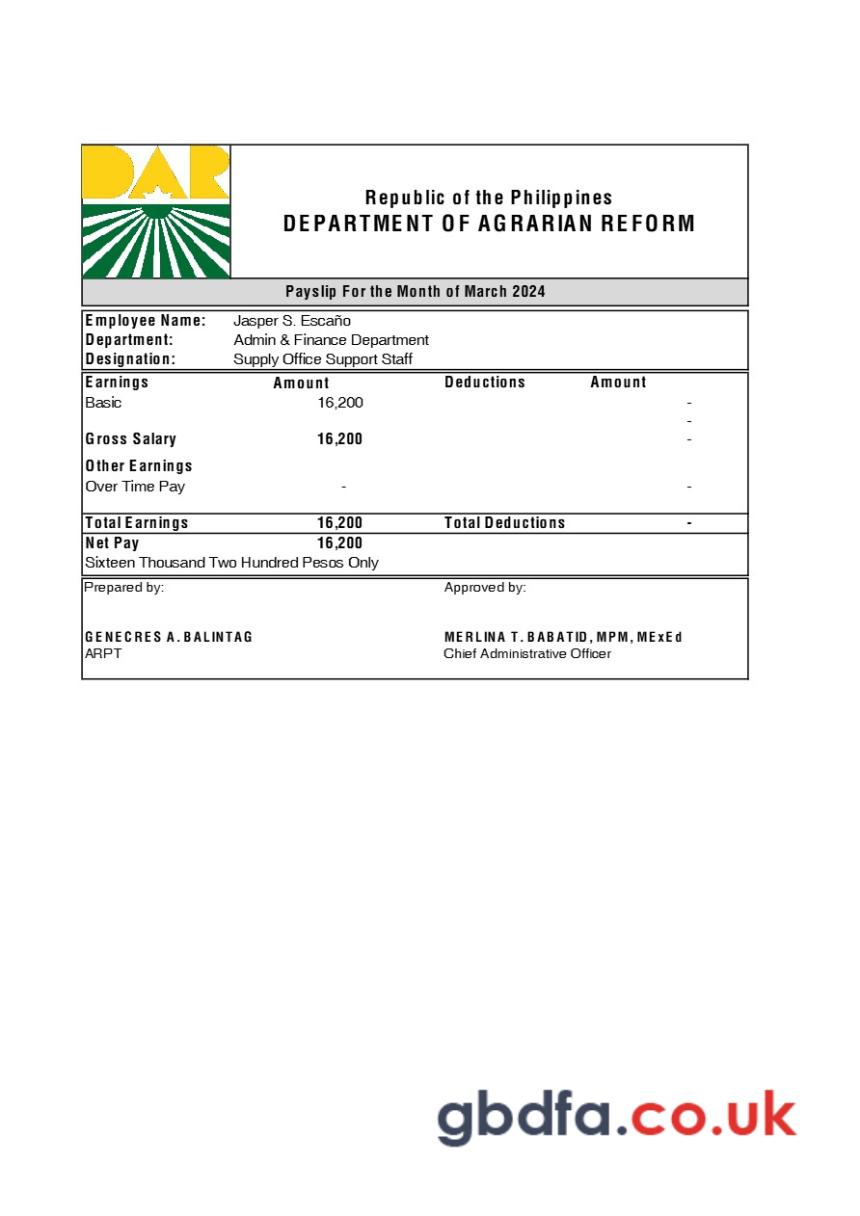 DAR
Republic of the Philippines
DEPARTMENT OF AGRARIAN REFORM
Payslip For the Month of March 2024
Employee Name: Jasper S. Escaño
Department: Admin & Finance Department
Designation: Supply Office Support Staff
Earnings Amount Deductions Amount
Basic 16,200 -
-
Gross Salary 16,200 -
Other Earnings
Over Time Pay - -
Total Earnings 16,200 Total Deductions -
Net Pay 16,200
Sixteen Thousand Two Hundred Pesos Only
Prepared by: Approved by:
GENECRES A. BALINTAG MERLINA T. BABATID, MPM, MExEd
ARPT Chief Administrative Officer
gbdfa.co.uk